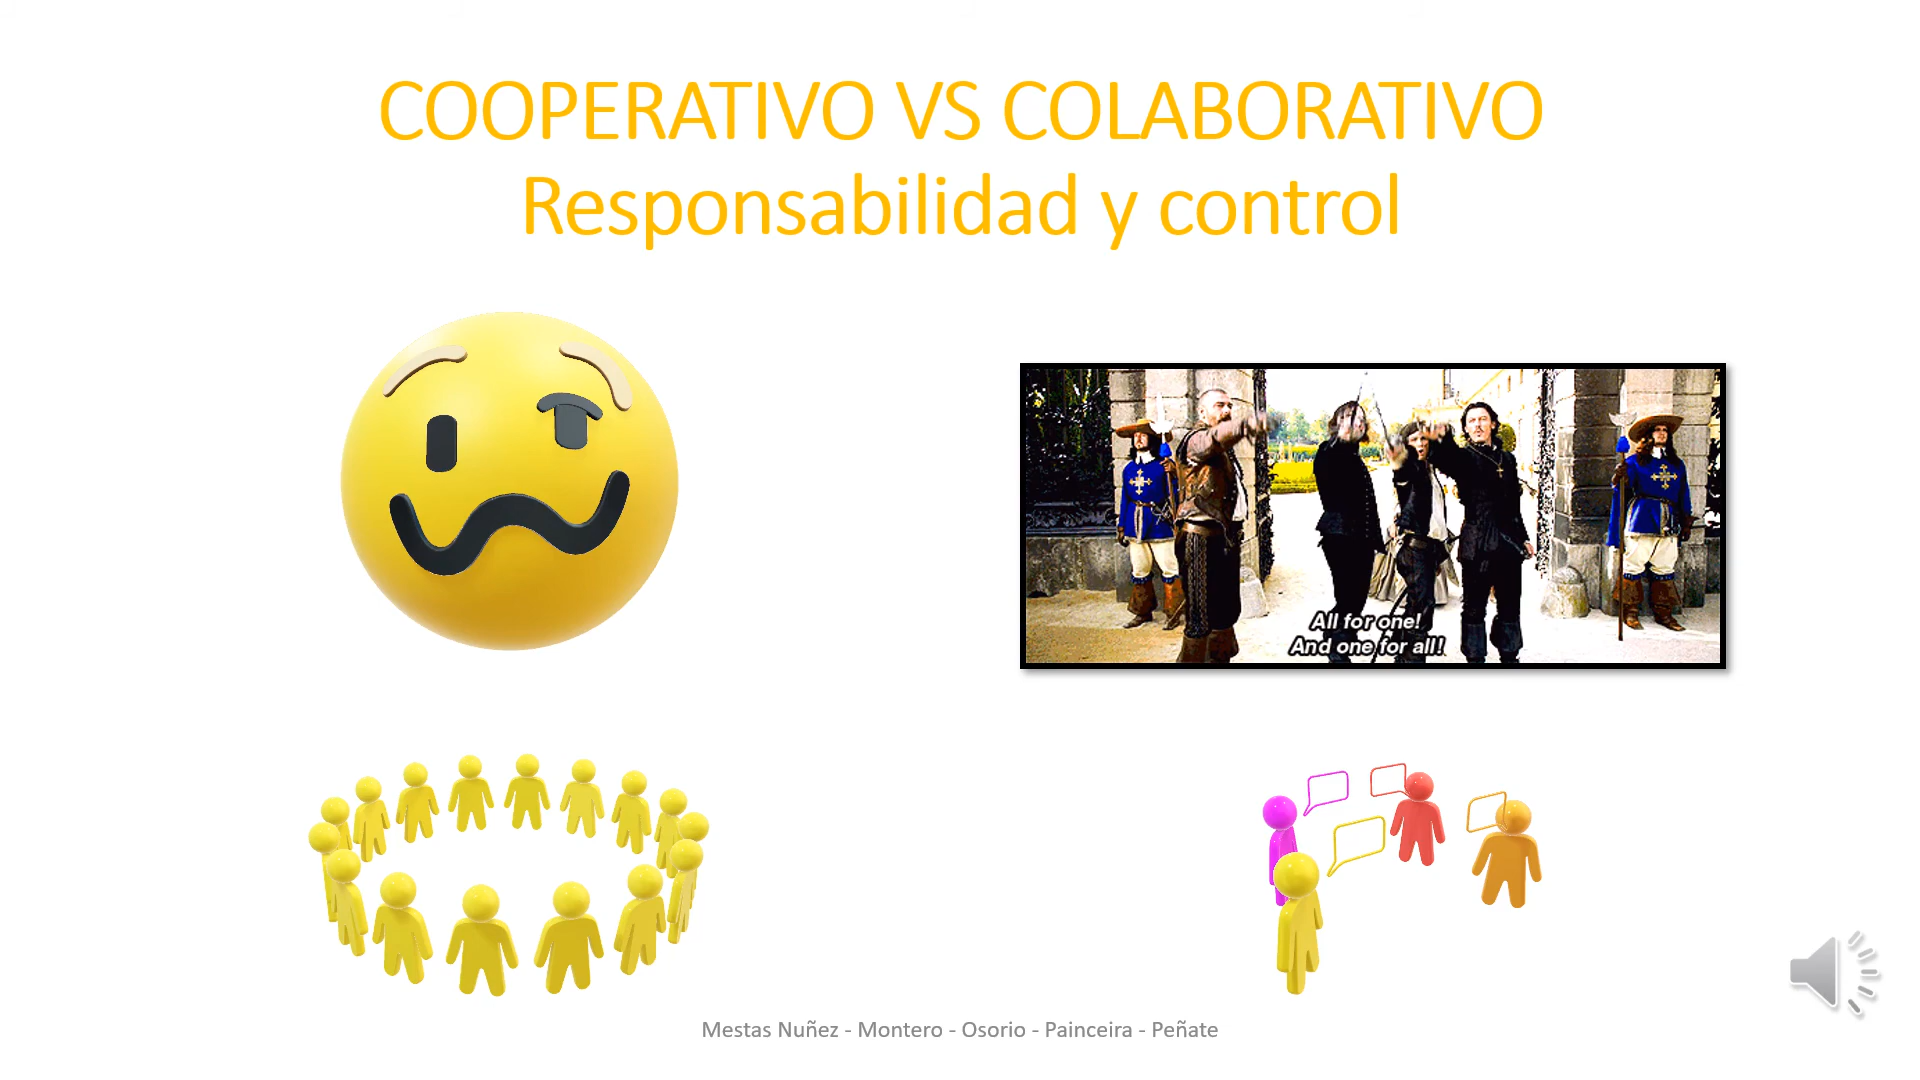 COOPERATIVO VS COLABORATIVO
Responsabilidad y control
All for one!
And one for all!
Mestas Nuñez - Montero - Osorio - Painceira - Peñate